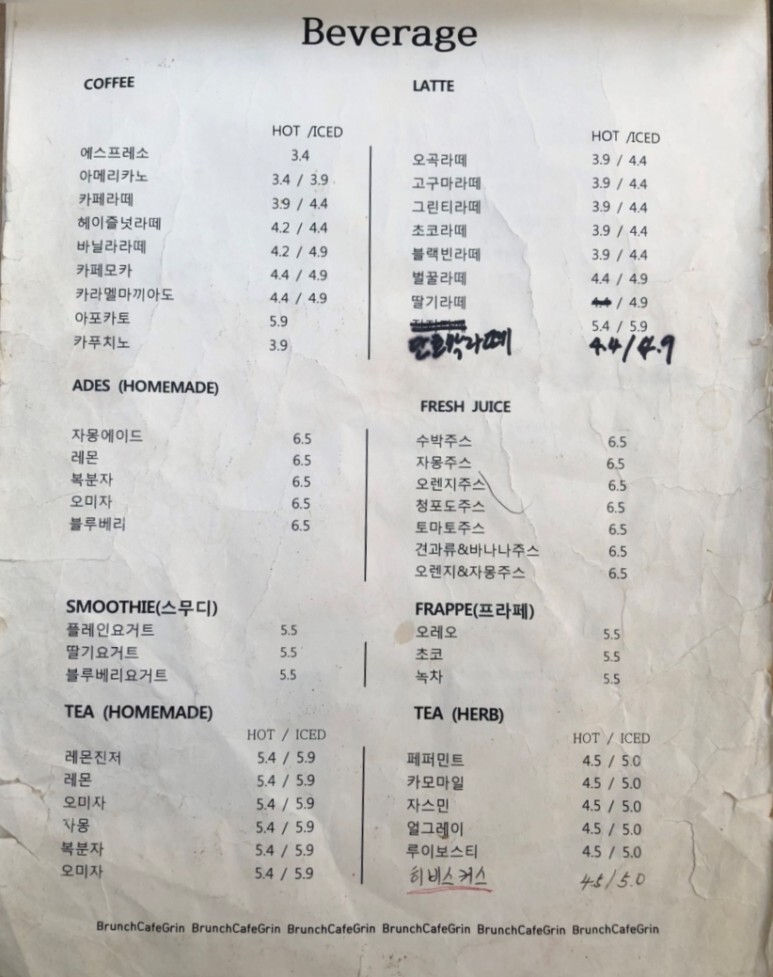 Beverage
COFFEE
HOT /ICED
에스프레소 3.4
아메리카노 3.4 / 3.9
카페라떼 3.9 / 4.4
헤이즐넛라떼 4.2 / 4.4
바닐라라떼 4.2 / 4.9
카페모카 4.4 / 4.9
카라멜마끼아도 4.4 / 4.9
아포카토 5.9
카푸치노 3.9
LATTE
HOT /ICED
오곡라떼 3.9 / 4.4
고구마라떼 3.9 / 4.4
그린티라떼 3.9 / 4.4
초코라떼 3.9 / 4.4
블랙빈라떼 3.9 / 4.4
벌꿀라떼 4.4 / 4.9
딸기라떼 / 4.9
5.4 / 5.9
4.4/4.9
ADES (HOMEMADE)
자몽에이드 6.5
레몬 6.5
복분자 6.5
오미자 6.5
블루베리 6.5
FRESH JUICE
수박주스 6.5
자몽주스 6.5
오렌지주스 6.5
청포도주스 6.5
토마토주스 6.5
견과류&바나나주스 6.5
오렌지&자몽주스 6.5
SMOOTHIE(스무디)
플레인요거트 5.5
딸기요거트 5.5
블루베리요거트 5.5
FRAPPE(프라페)
오레오 5.5
초코 5.5
녹차 5.5
TEA (HOMEMADE)
HOT / ICED
레몬진저 5.4 / 5.9
레몬 5.4 / 5.9
오미자 5.4 / 5.9
자몽 5.4 / 5.9
복분자 5.4 / 5.9
오미자 5.4 / 5.9
TEA (HERB)
HOT / ICED
페퍼민트 4.5 / 5.0
카모마일 4.5 / 5.0
자스민 4.5 / 5.0
얼그레이 4.5 / 5.0
루이보스티 4.5 / 5.0
히비스커스 4.5/5.0
BrunchCafeGrin BrunchCafeGrin BrunchCafeGrin BrunchCafeGrin BrunchCafeGrin BrunchCafeGrin